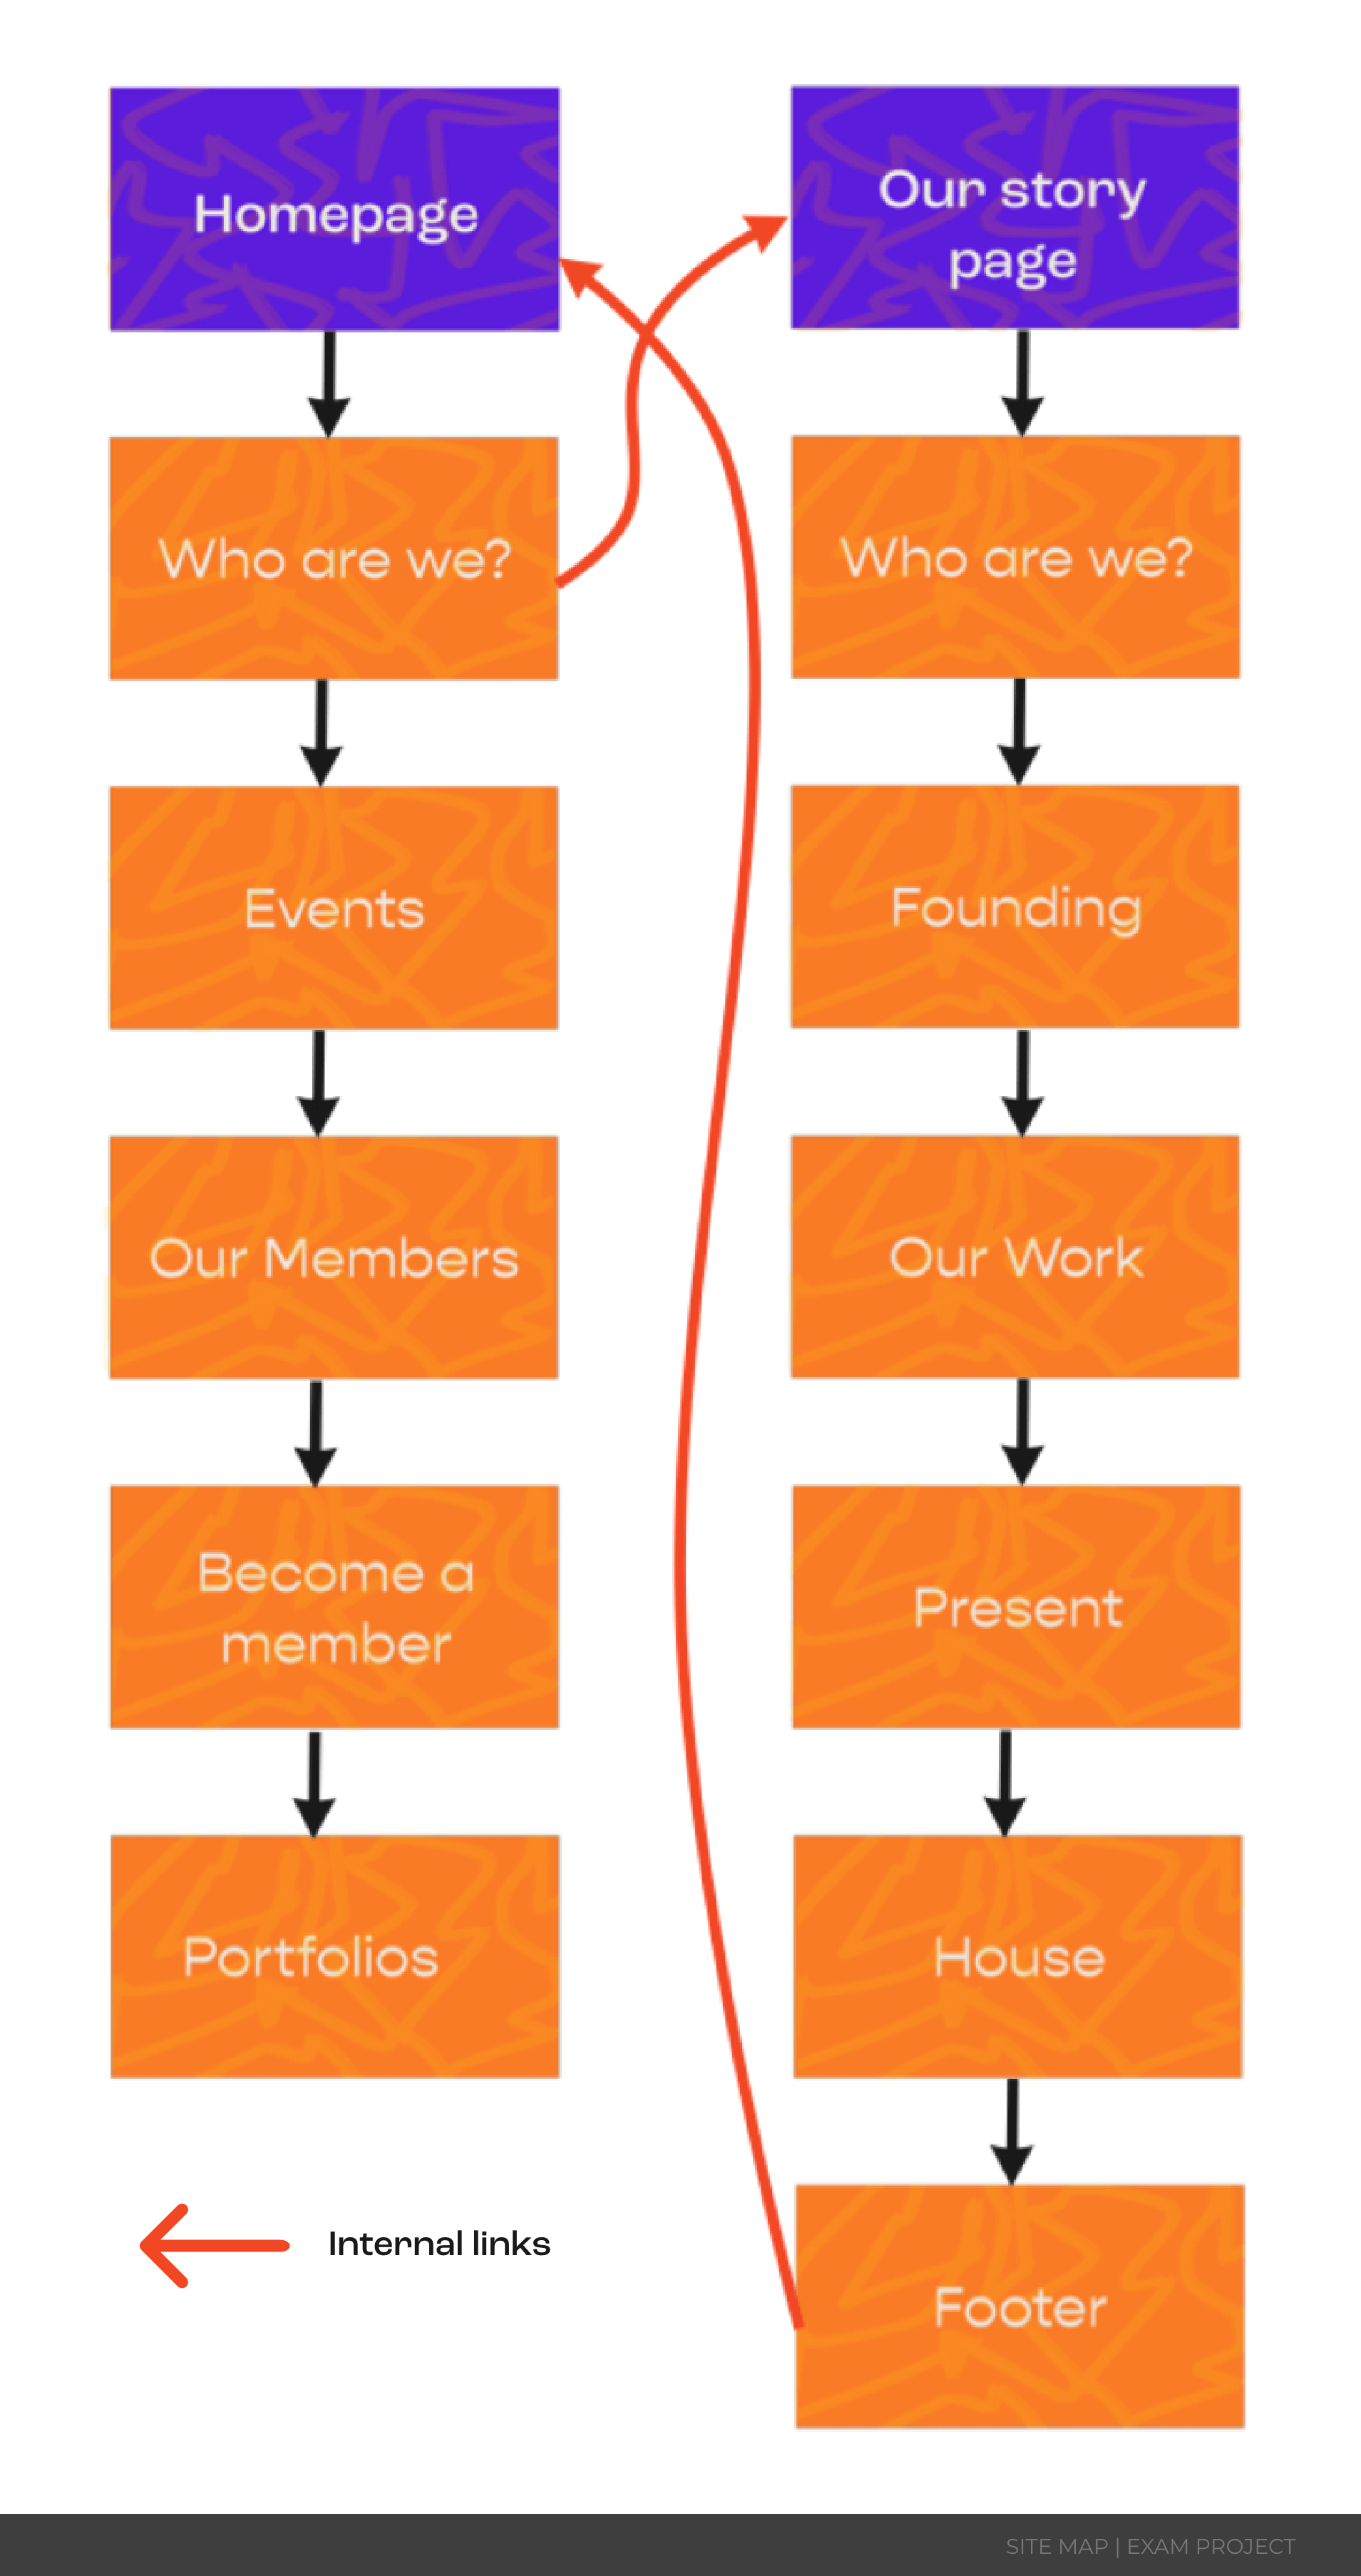 Homepage
Who are we?
Events
Our Members
Become a
member
Portfolios
Internal links
Our story
page
Who are we?
Founding
Our Work
Present
House
Footer
SITE MAP | EXAM PROJECT